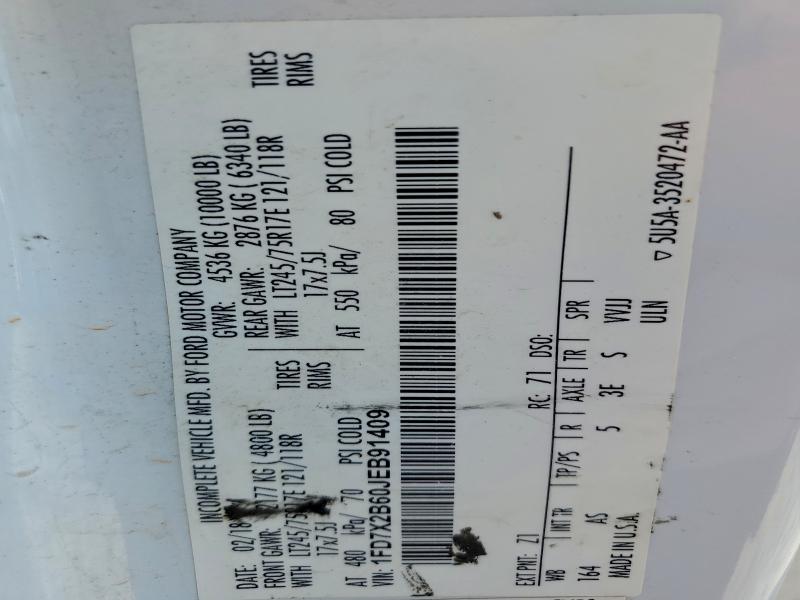 INCOMPLETE VEHICLE MFD. BY FORD MOTOR COMPANY
DATE: 02/18 GVWR: 4536 KG (10000 LB)
FRONT GAWR: 2177 KG (4800 LB) REAR GAWR: 2876 KG (6340 LB)
WITH LT245/75R17E 121/118R TIRES WITH LT245/75R17E 121/118R TIRES
17x7.5J RIMS 17x7.5J RIMS
AT 480 kPa/ 70 PSI COLD AT 550 kPa/ 80 PSI COLD
VIN: 1FD7X2B60JEB91409
EXT PNT: Z1 RC: 71 DSO:
WB INT TR TP/PS R AXLE TR SPR
164 AS 5 3E S VVJJ
MADE IN U.S.A. ULN
▽ 5U5A-3520472-AA